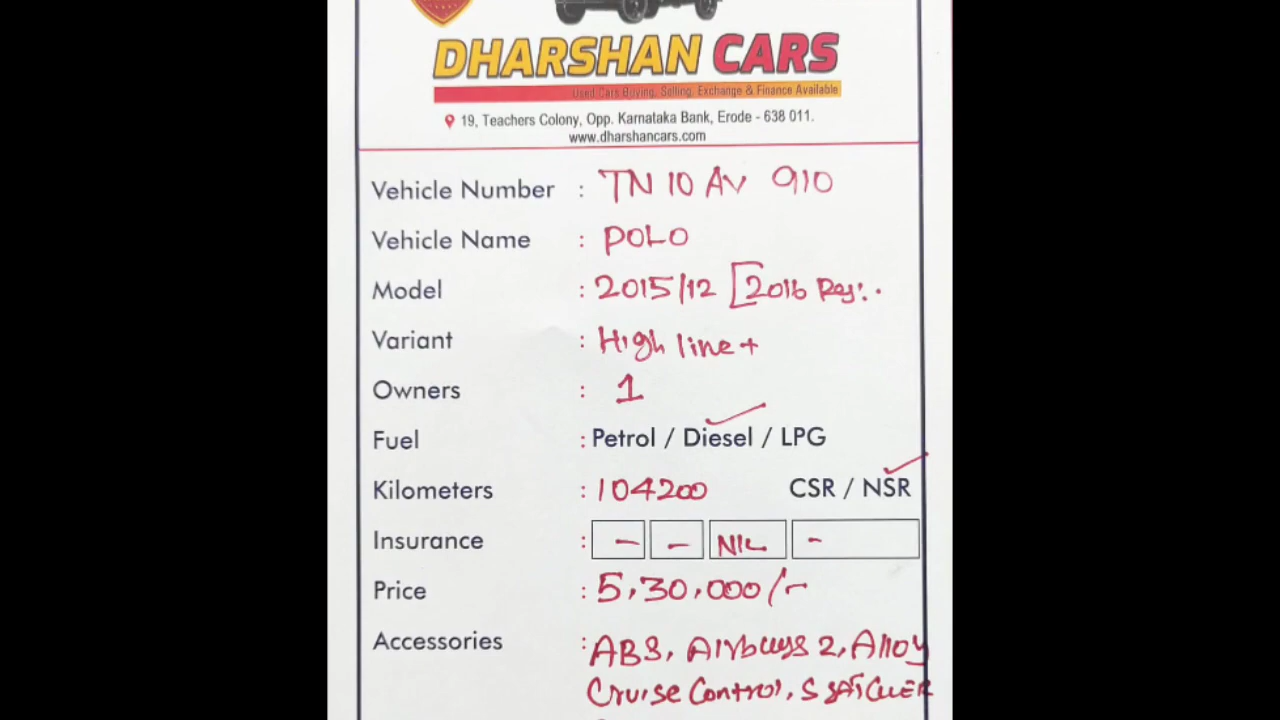 DHARSHAN CARS
Used Cars Buying, Selling, Exchange & Finance Available
19, Teachers Colony, Opp. Karnataka Bank, Erode - 638 011.
www.dharshancars.com
Vehicle Number : TN 10 AV 910
Vehicle Name : POLO
Model : 2015/12 [2016 Reg:.
Variant : High line +
Owners : 1
Fuel : Petrol / Diesel / LPG
Kilometers : 104200 CSR / NSR
Insurance : - - NIL -
Price : 5,30,000/-
Accessories : ABS, Airbags 2, Alloy
Cruise Control, S